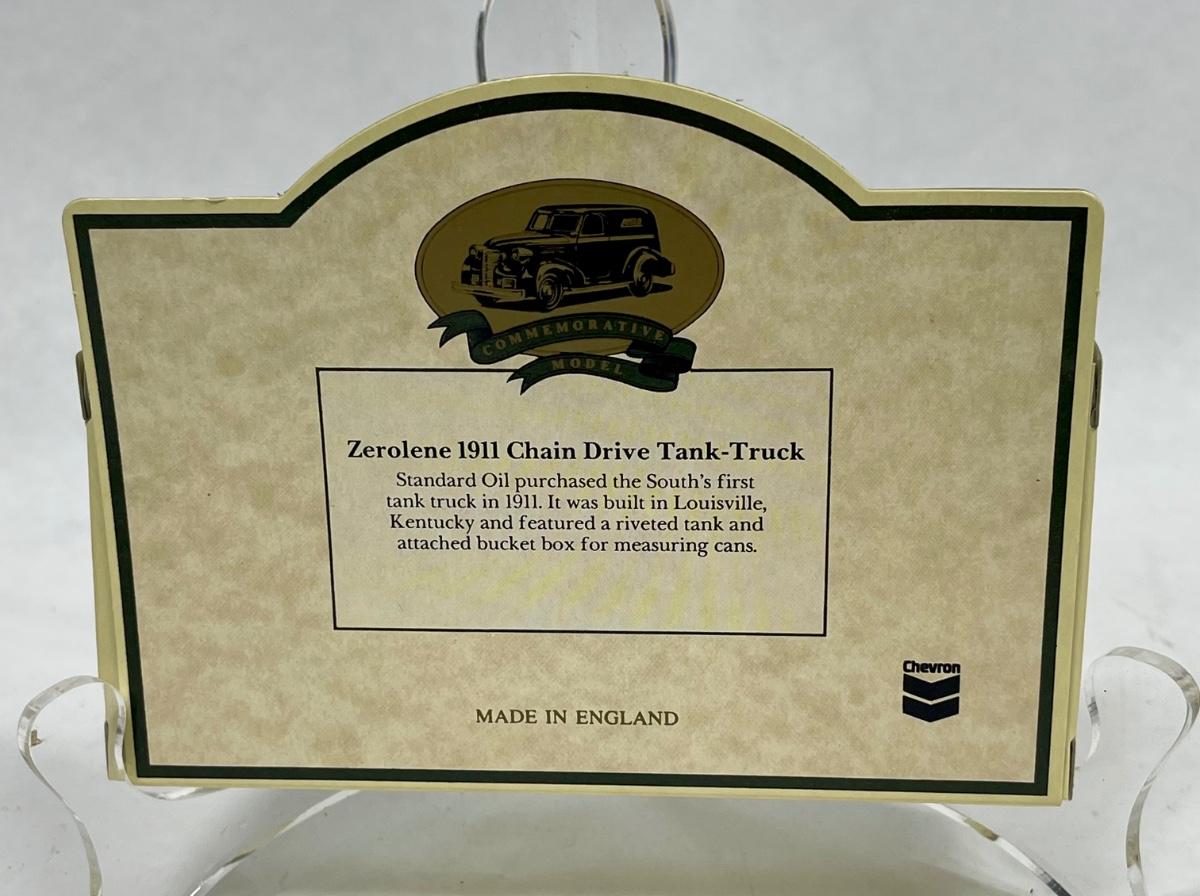 COMMEMORATIVE
MODEL
Zerolene 1911 Chain Drive Tank-Truck
Standard Oil purchased the South's first
tank truck in 1911. It was built in Louisville,
Kentucky and featured a riveted tank and
attached bucket box for measuring cans.
Chevron
MADE IN ENGLAND